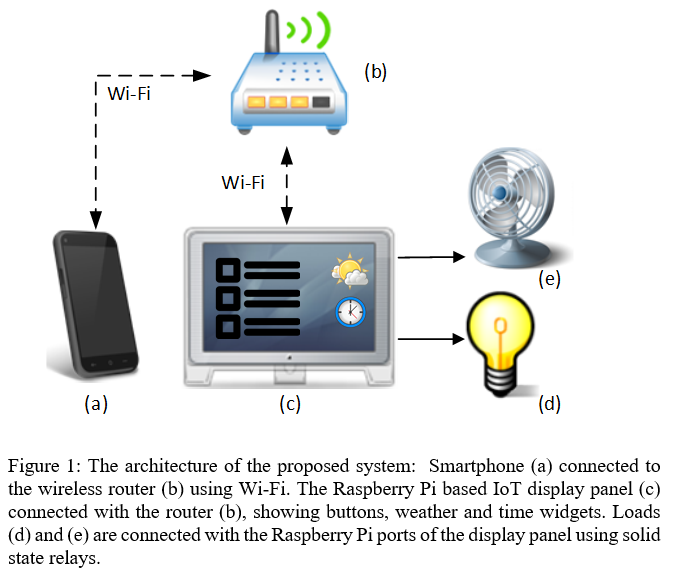 (b)
Wi-Fi
Wi-Fi
(e)
(a)
(c)
(d)
Figure 1: The architecture of the proposed system: Smartphone (a) connected to
the wireless router (b) using Wi-Fi. The Raspberry Pi based IoT display panel (c)
connected with the router (b), showing buttons, weather and time widgets. Loads
(d) and (e) are connected with the Raspberry Pi ports of the display panel using solid
state relays.